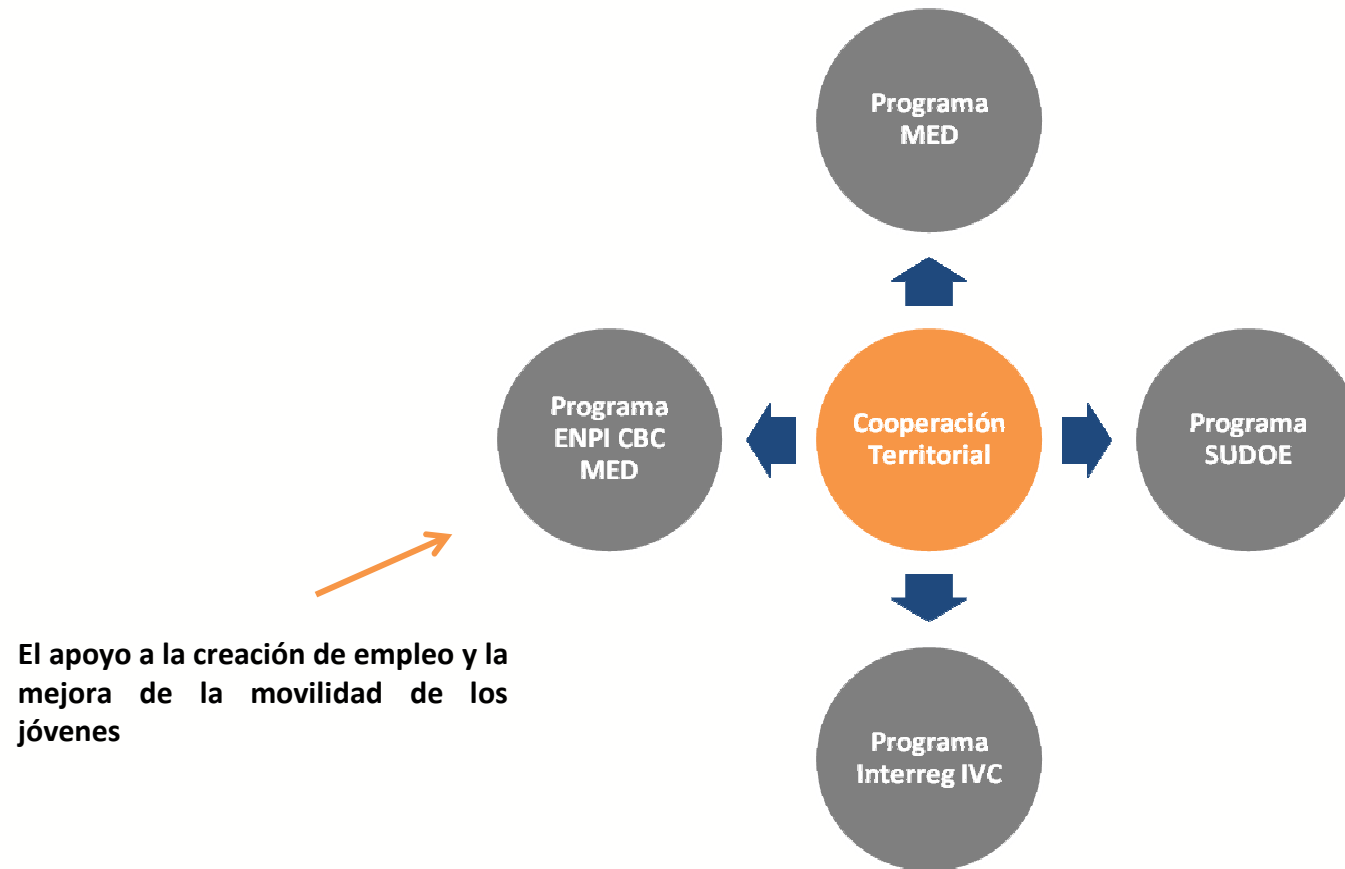 Programa
MED
Programa
ENPI CBC
MED
Cooperación
Territorial
Programa
SUDOE
El apoyo a la creación de empleo y la
mejora de la movilidad de los
jóvenes
Programa
Interreg IVC